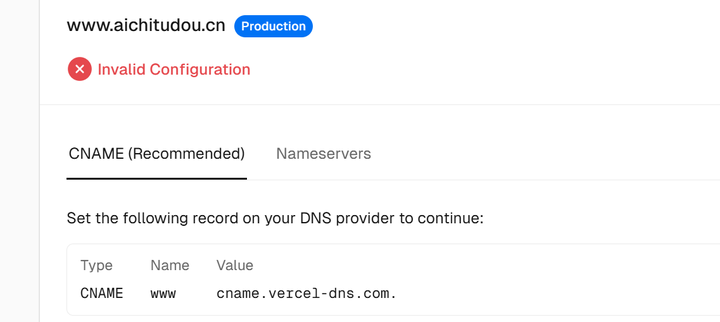 www.aichitudou.cn Production
Invalid Configuration
CNAME (Recommended) Nameservers
Set the following record on your DNS provider to continue:
Type Name Value
CNAME www cname.vercel-dns.com.